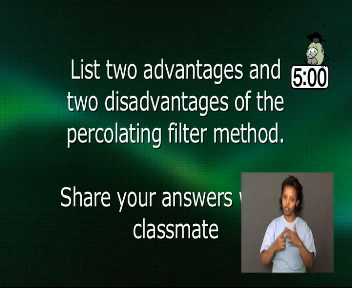 List two advantages and
5:00
two disadvantages of the
percolating filter method.
Share your answers
classmate